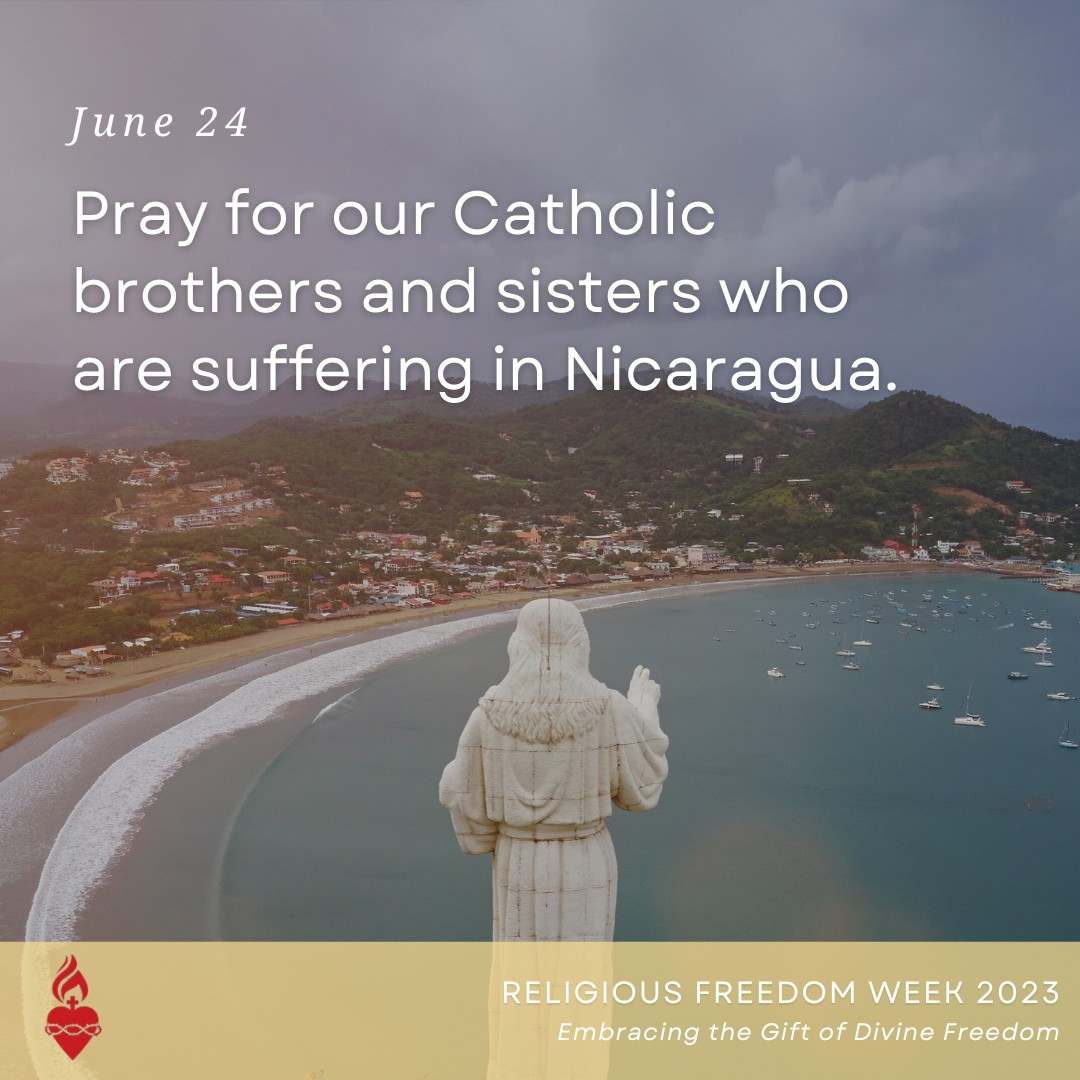 June 24
Pray for our Catholic
brothers and sisters who
are suffering in Nicaragua.
RELIGIOUS FREEDOM WEEK 2023
Embracing the Gift of Divine Freedom